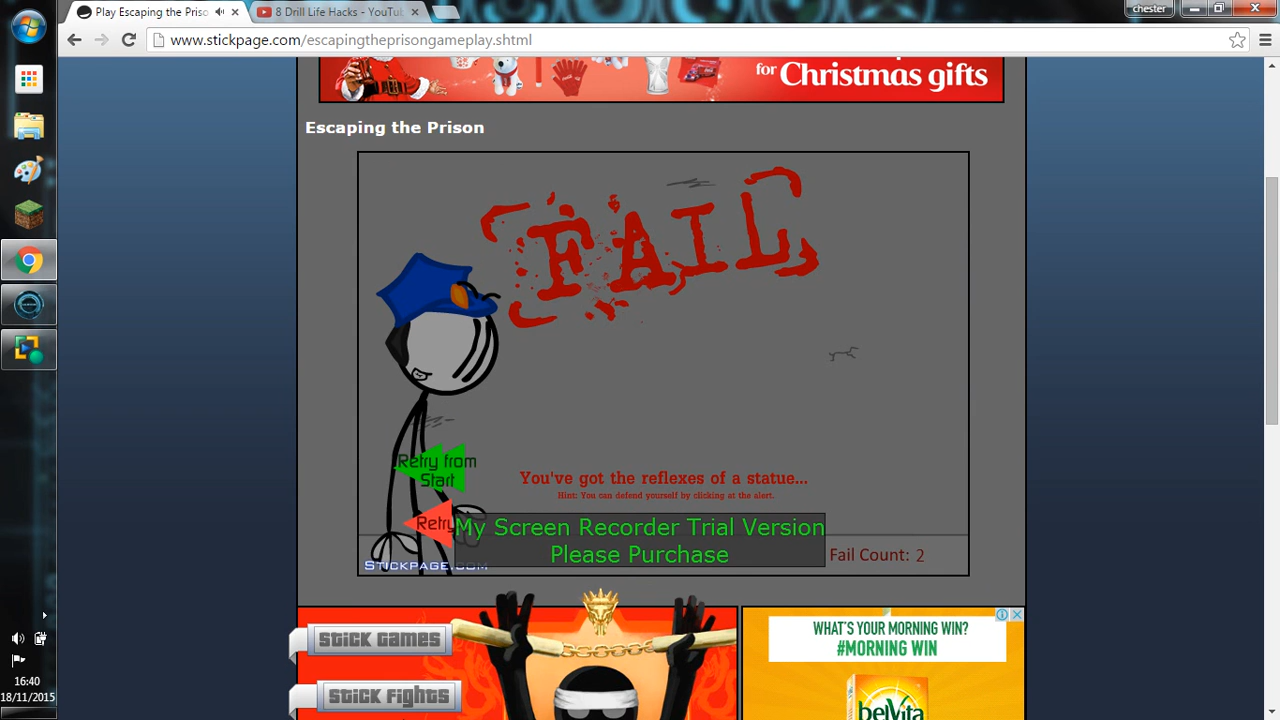 Play Escaping the Priso
8 Drill Life Hacks - YouTub
chester
www.stickpage.com/escapingtheprisongameplay.shtml
for Christmas gifts
Escaping the Prison
FAIL
Retry from
Start
You've got the reflexes of a statue...
Hint: You can defend yourself by clicking at the alert.
Retry
My Screen Recorder Trial Version
Please Purchase
Fail Count: 2
STICKPAGE.COM
STICK GAMES
STICK FIGHTS
WHAT'S YOUR MORNING WIN?
#MORNING WIN
belVita
16:40
18/11/2015